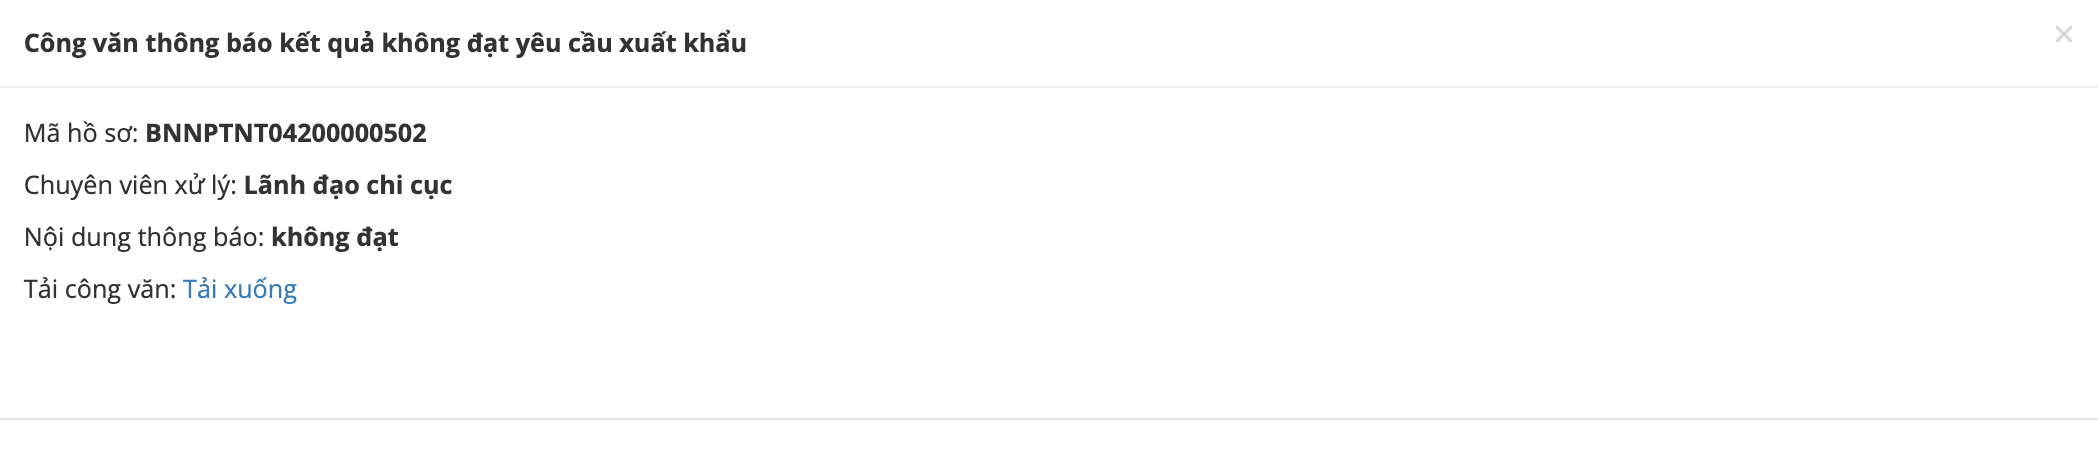 Công văn thông báo kết quả không đạt yêu cầu xuất khẩu
Mã hồ sơ: BNNPTNT04200000502
Chuyên viên xử lý: Lãnh đạo chi cục
Nội dung thông báo: không đạt
Tải công văn: Tải xuống